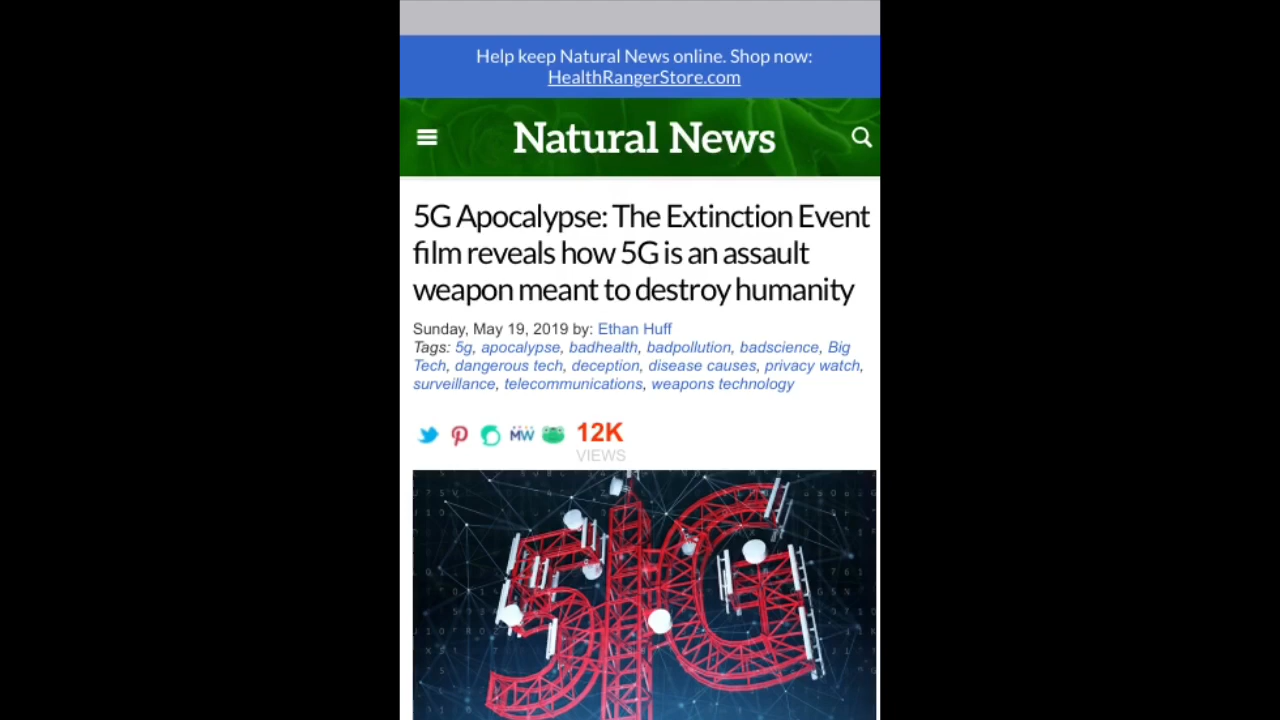 Help keep Natural News online. Shop now:
HealthRangerStore.com
Natural News
5G Apocalypse: The Extinction Event
film reveals how 5G is an assault
weapon meant to destroy humanity
Sunday, May 19, 2019 by: Ethan Huff
Tags: 5g, apocalypse, badhealth, badpollution, badscience, Big
Tech, dangerous tech, deception, disease causes, privacy watch,
surveillance, telecommunications, weapons technology
MW
12K
VIEWS
5G